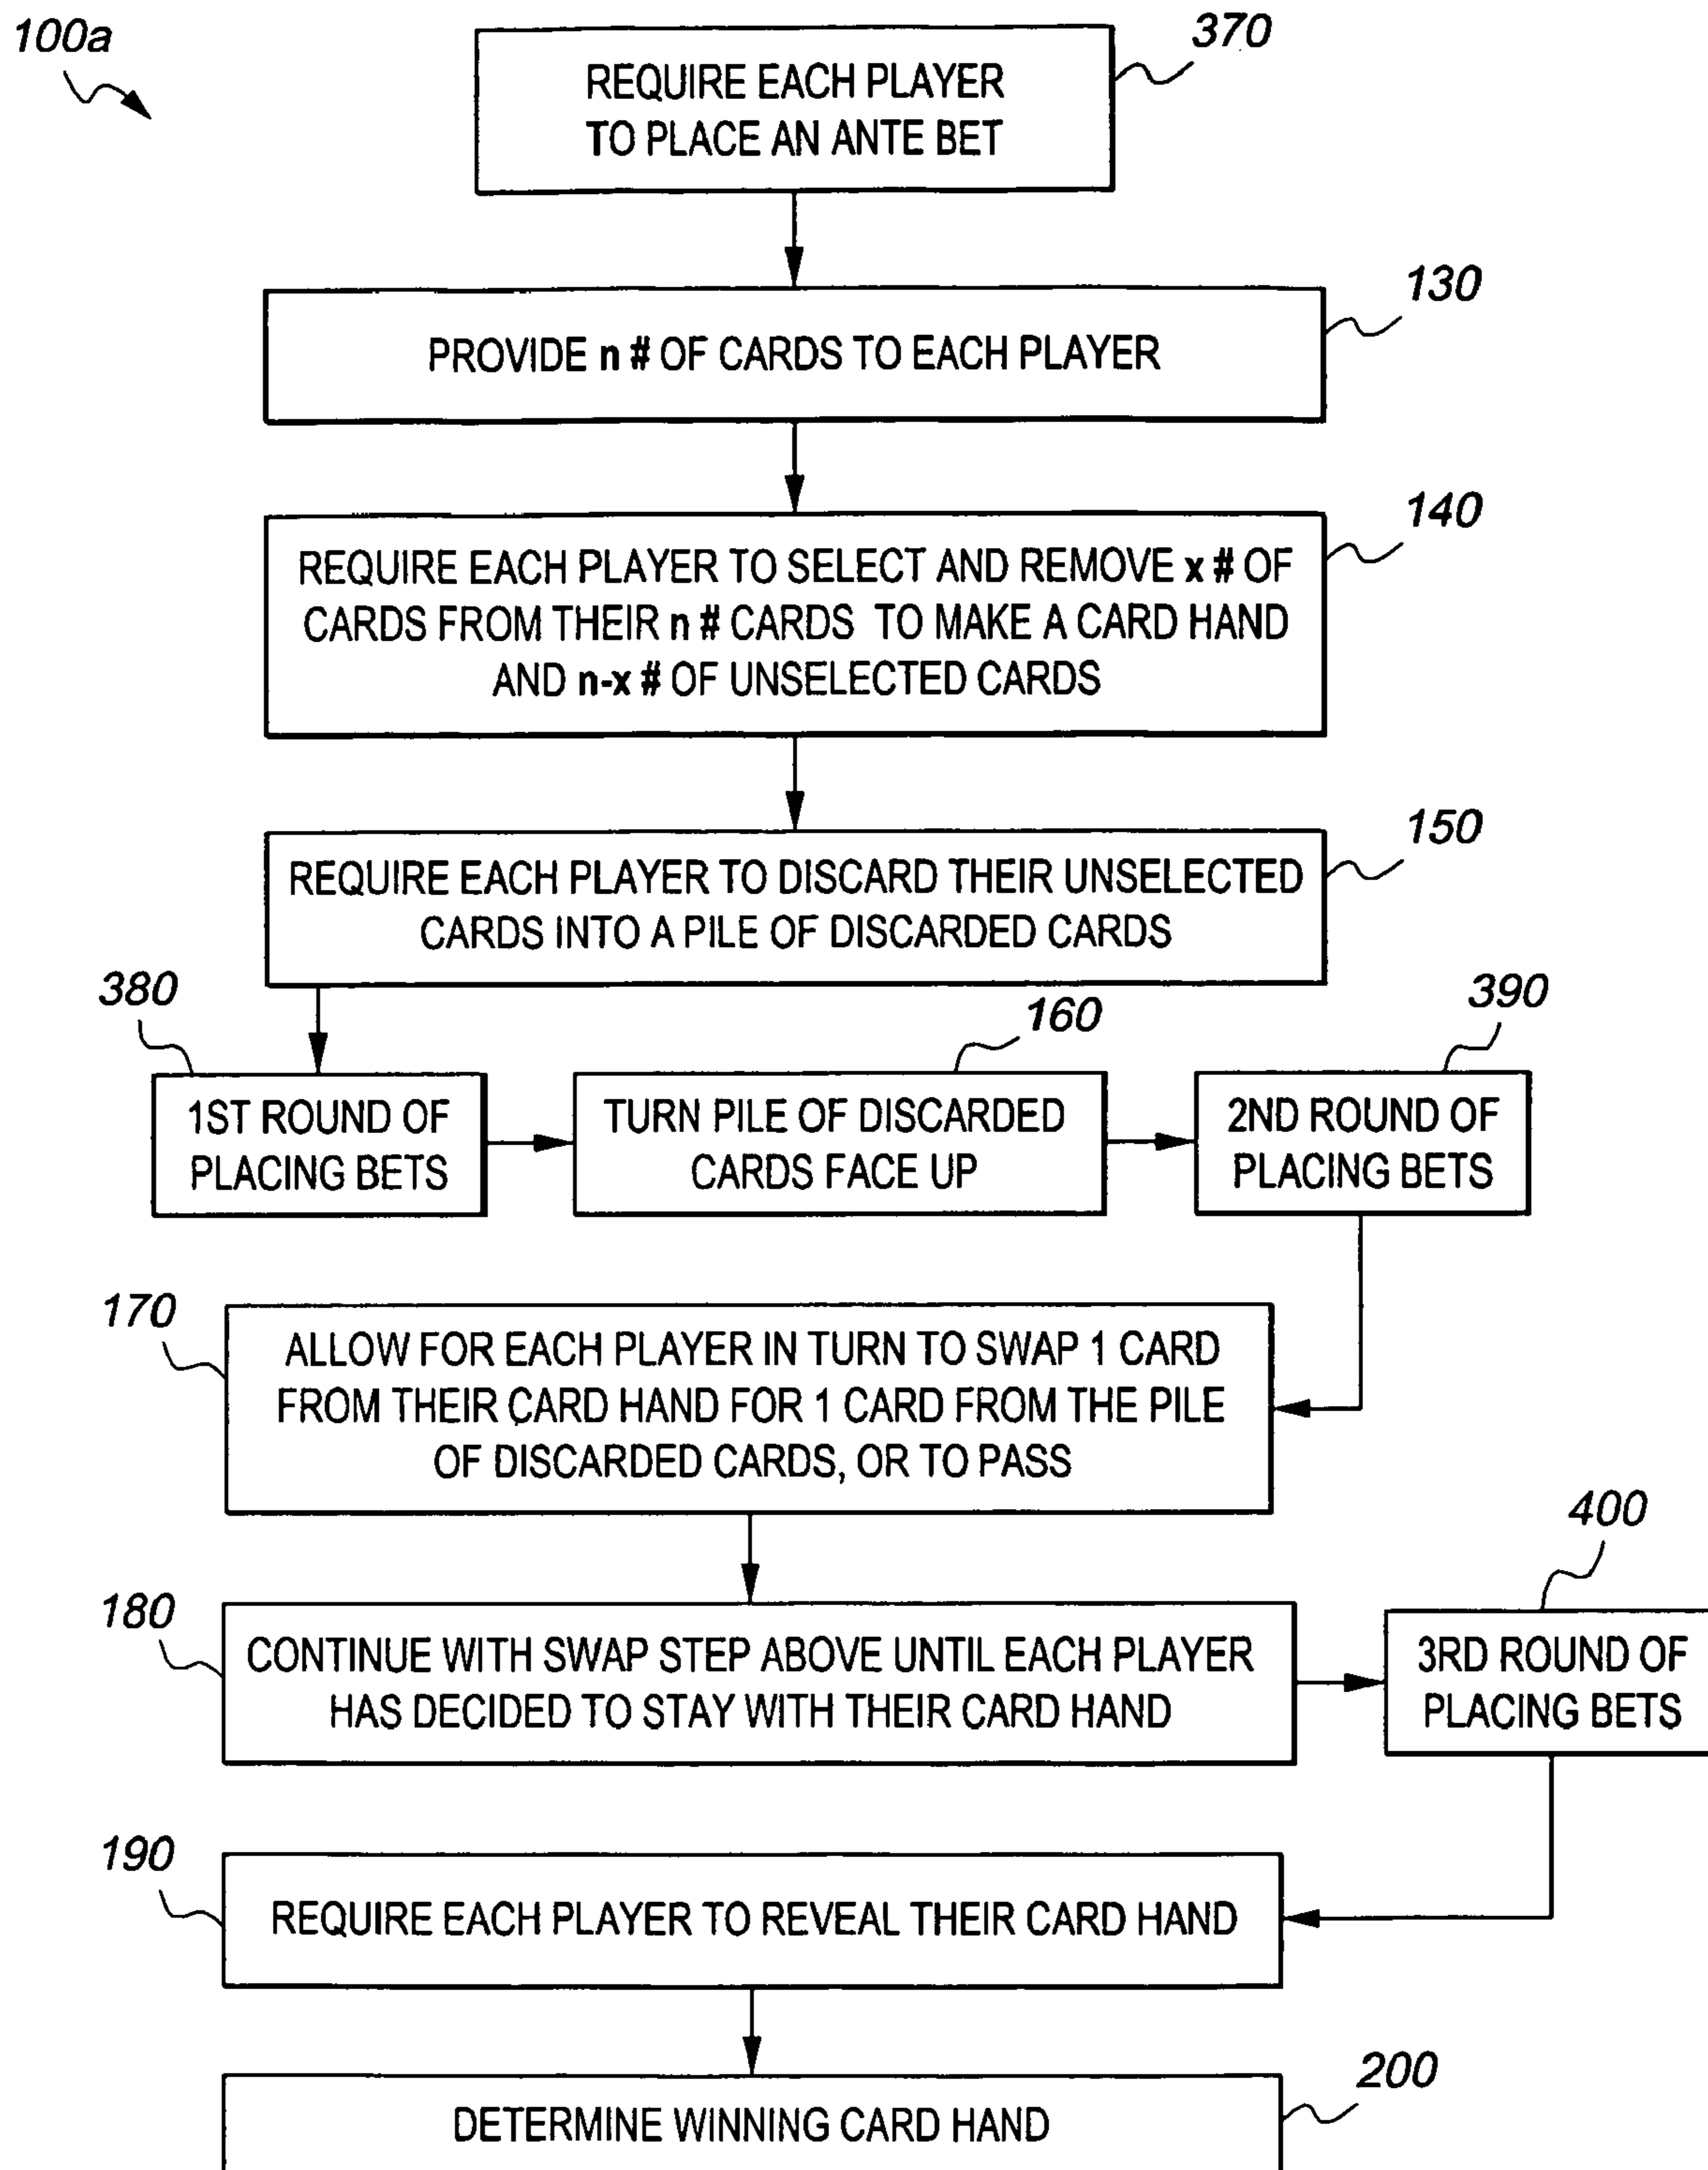 100a
370
REQUIRE EACH PLAYER
TO PLACE AN ANTE BET
130
PROVIDE n # OF CARDS TO EACH PLAYER
140
REQUIRE EACH PLAYER TO SELECT AND REMOVE x # OF
CARDS FROM THEIR n # CARDS TO MAKE A CARD HAND
AND n-x # OF UNSELECTED CARDS
150
REQUIRE EACH PLAYER TO DISCARD THEIR UNSELECTED
CARDS INTO A PILE OF DISCARDED CARDS
380
1ST ROUND OF
PLACING BETS
160
TURN PILE OF DISCARDED
CARDS FACE UP
390
2ND ROUND OF
PLACING BETS
170
ALLOW FOR EACH PLAYER IN TURN TO SWAP 1 CARD
FROM THEIR CARD HAND FOR 1 CARD FROM THE PILE
OF DISCARDED CARDS, OR TO PASS
180
CONTINUE WITH SWAP STEP ABOVE UNTIL EACH PLAYER
HAS DECIDED TO STAY WITH THEIR CARD HAND
400
3RD ROUND OF
PLACING BETS
190
REQUIRE EACH PLAYER TO REVEAL THEIR CARD HAND
200
DETERMINE WINNING CARD HAND